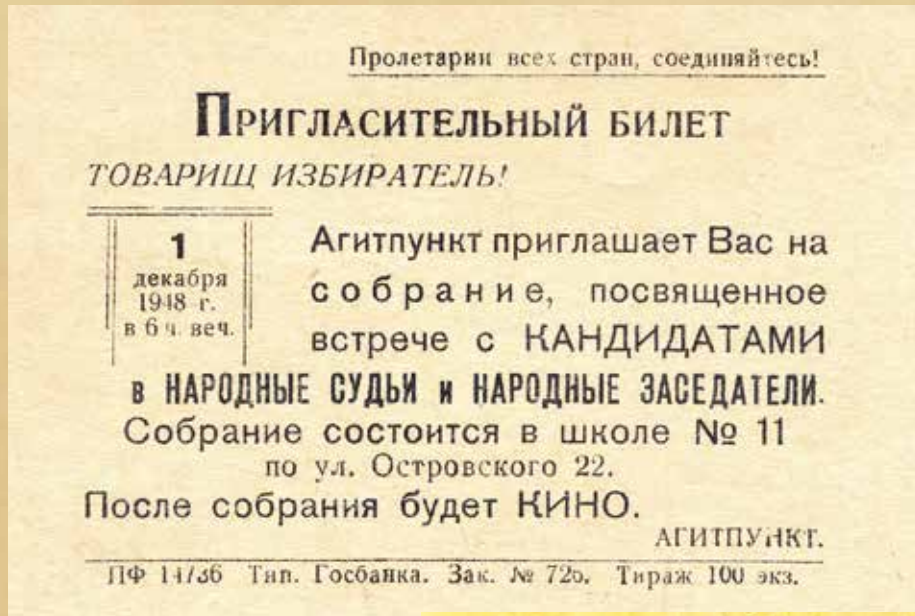 Пролетарии всех стран, соединяйтесь!
ПРИГЛАСИТЕЛЬНЫЙ БИЛЕТ
ТОВАРИЩ ИЗБИРАТЕЛЬ!
1
декабря
1948 г.
в 6 ч. веч.
Агитпункт приглашает Вас на
собрание, посвященное
встрече с КАНДИДАТАМИ
в НАРОДНЫЕ СУДЬИ и НАРОДНЫЕ ЗАСЕДАТЕЛИ.
Собрание состоится в школе № 11
по ул. Островского 22.
После собрания будет КИНО.
АГИТПУНКТ.
ПФ Тип. Госбанка. Зак. № Тираж 100 экз.